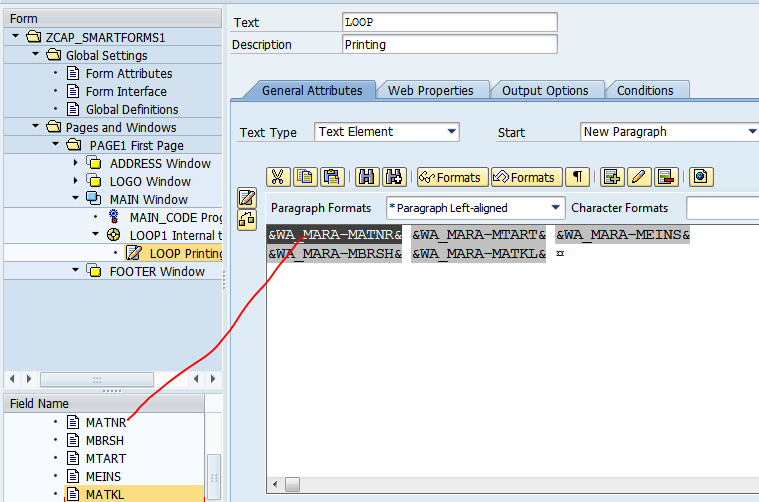 Form
ZCAP_SMARTFORMS1
Global Settings
Form Attributes
Form Interface
Global Definitions
Pages and Windows
PAGE1 First Page
ADDRESS Window
LOGO Window
MAIN Window
MAIN_CODE Prog
LOOP1 Internal t
LOOP Printing
FOOTER Window
Field Name
MATNR
MBRSH
MTART
MEINS
MATKL
Text LOOP
Description Printing
General Attributes Web Properties Output Options Conditions
Text Type Text Element Start New Paragraph
Formats Formats ¶
Paragraph Formats * Paragraph Left-aligned Character Formats
&WA_MARA-MATNR& &WA_MARA-MTART& &WA_MARA-MEINS&
&WA_MARA-MBRSH& &WA_MARA-MATKL& ¤